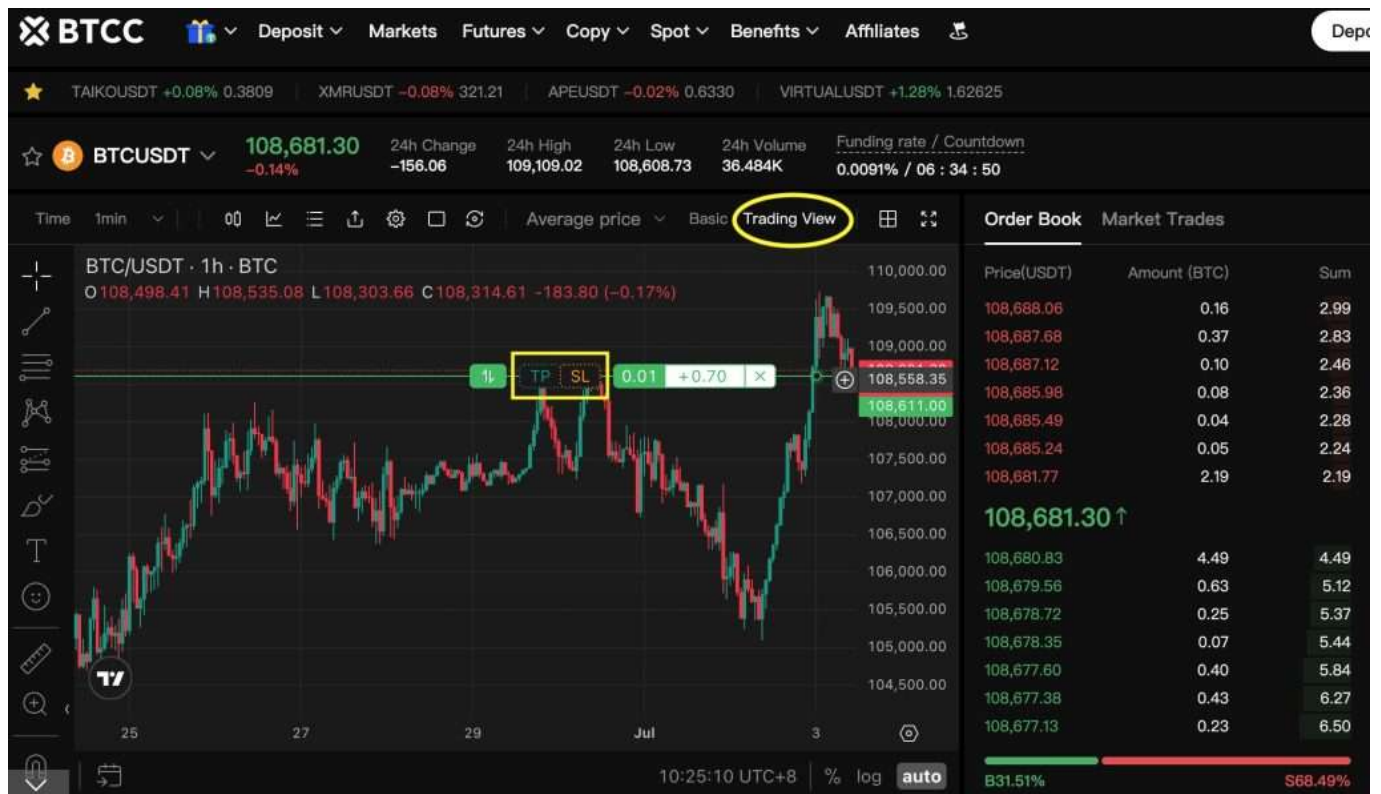 BTCC Deposit Markets Futures Copy Spot Benefits Affiliates
TAIKOUSDT +0.08% 0.3809 XMRUSDT -0.08% 321.21 APEUSDT -0.02% 0.6330 VIRTUALUSDT +1.28% 1.62625
BTCUSDT 108,681.30 24h Change 24h High 24h Low 24h Volume Funding rate / Countdown
-0.14% -156.06 109,109.02 108,608.73 36.484K 0.0091% / 06 : 34 : 50
Time 1min Average price Basic Trading View
BTC/USDT · 1h · BTC
O108,498.41 H108,535.08 L108,303.66 C108,314.61 -183.80 (-0.17%)
TP SL 0.01 +0.70 ×
110,000.00
109,500.00
109,000.00
108,558.35
108,611.00
108,000.00
107,500.00
107,000.00
106,500.00
106,000.00
105,500.00
105,000.00
104,500.00
25 27 29 Jul 3
10:25:10 UTC+8 % log auto
Order Book Market Trades
Price(USDT) Amount (BTC) Sum
108,688.06 0.16 2.99
108,687.68 0.37 2.83
108,687.12 0.10 2.46
108,685.98 0.08 2.36
108,685.49 0.04 2.28
108,685.24 0.05 2.24
108,681.77 2.19 2.19
108,681.30↑
108,680.83 4.49 4.49
108,679.56 0.63 5.12
108,678.72 0.25 5.37
108,678.35 0.07 5.44
108,677.60 0.40 5.84
108,677.38 0.43 6.27
108,677.13 0.23 6.50
B31.51% S68.49%